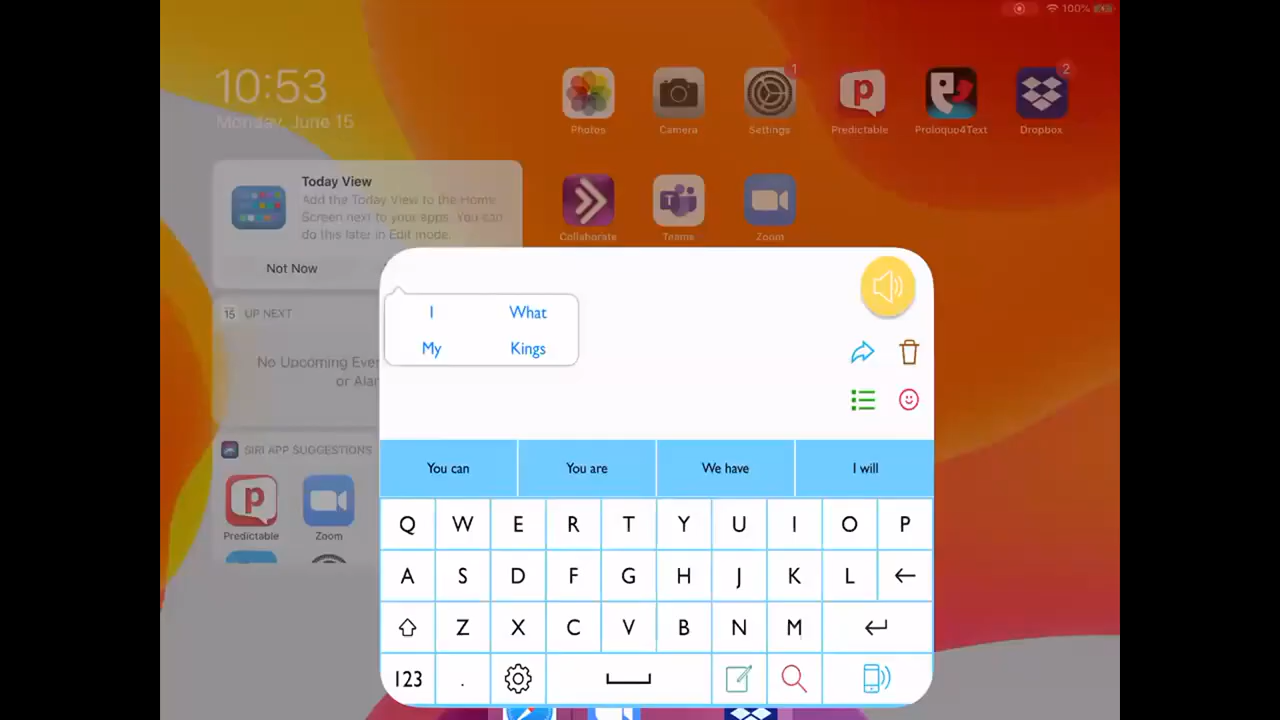 100%
10:53
Monday, June 15
1
2
Photos
Camera
Settings
Predictable
Proloquo4Text
Dropbox
Today View
Add the Today View to the Home
Screen next to your apps. You can
do this later in Edit mode.
Not Now
Collaborate
Teams
Zoom
15 UP NEXT
No Upcoming
or
SIRI APP SUGGESTIONS
Predictable
Zoom
I What
My Kings
You can You are We have I will
Q W E R T Y U I O P
A S D F G H J K L ←
Z X C V B N M
123 .